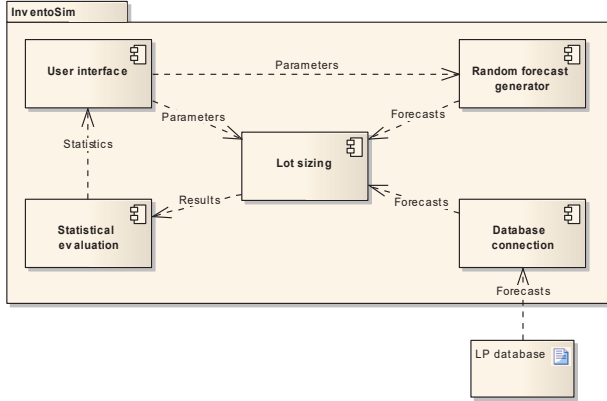 InventoSim
User interface
Parameters
Random forecast
generator
Parameters
Forecasts
Statistics
Lot sizing
Results
Forecasts
Statistical
evaluation
Database
connection
Forecasts
LP database